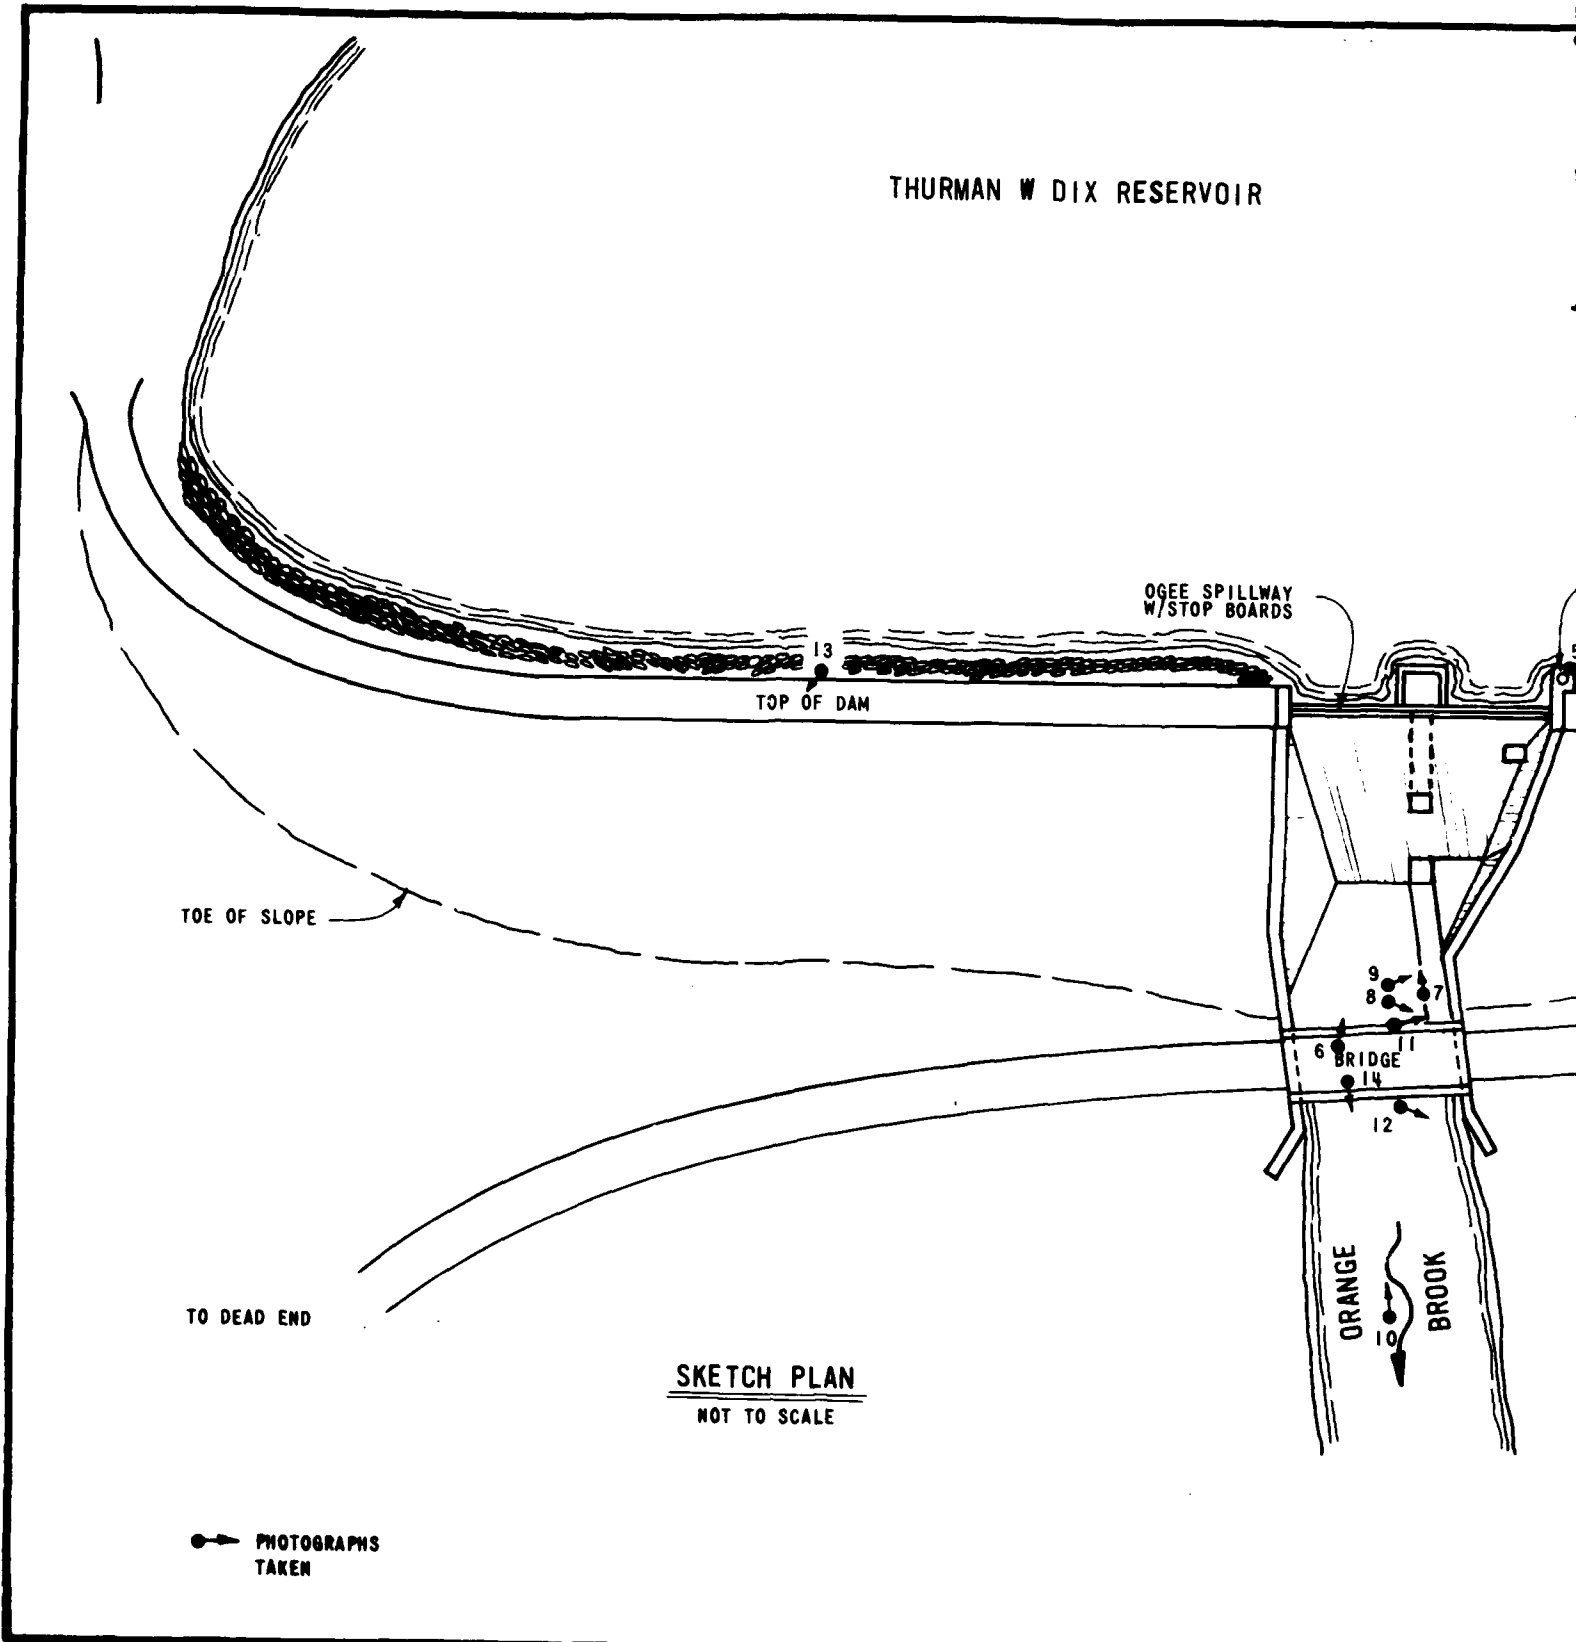 THURMAN W DIX RESERVOIR
OGEE SPILLWAY
W/STOP BOARDS
13
5
TOP OF DAM
TOE OF SLOPE
9
8
7
11
6
BRIDGE
14
12
ORANGE
BROOK
10
TO DEAD END
SKETCH PLAN
NOT TO SCALE
PHOTOGRAPHS
TAKEN